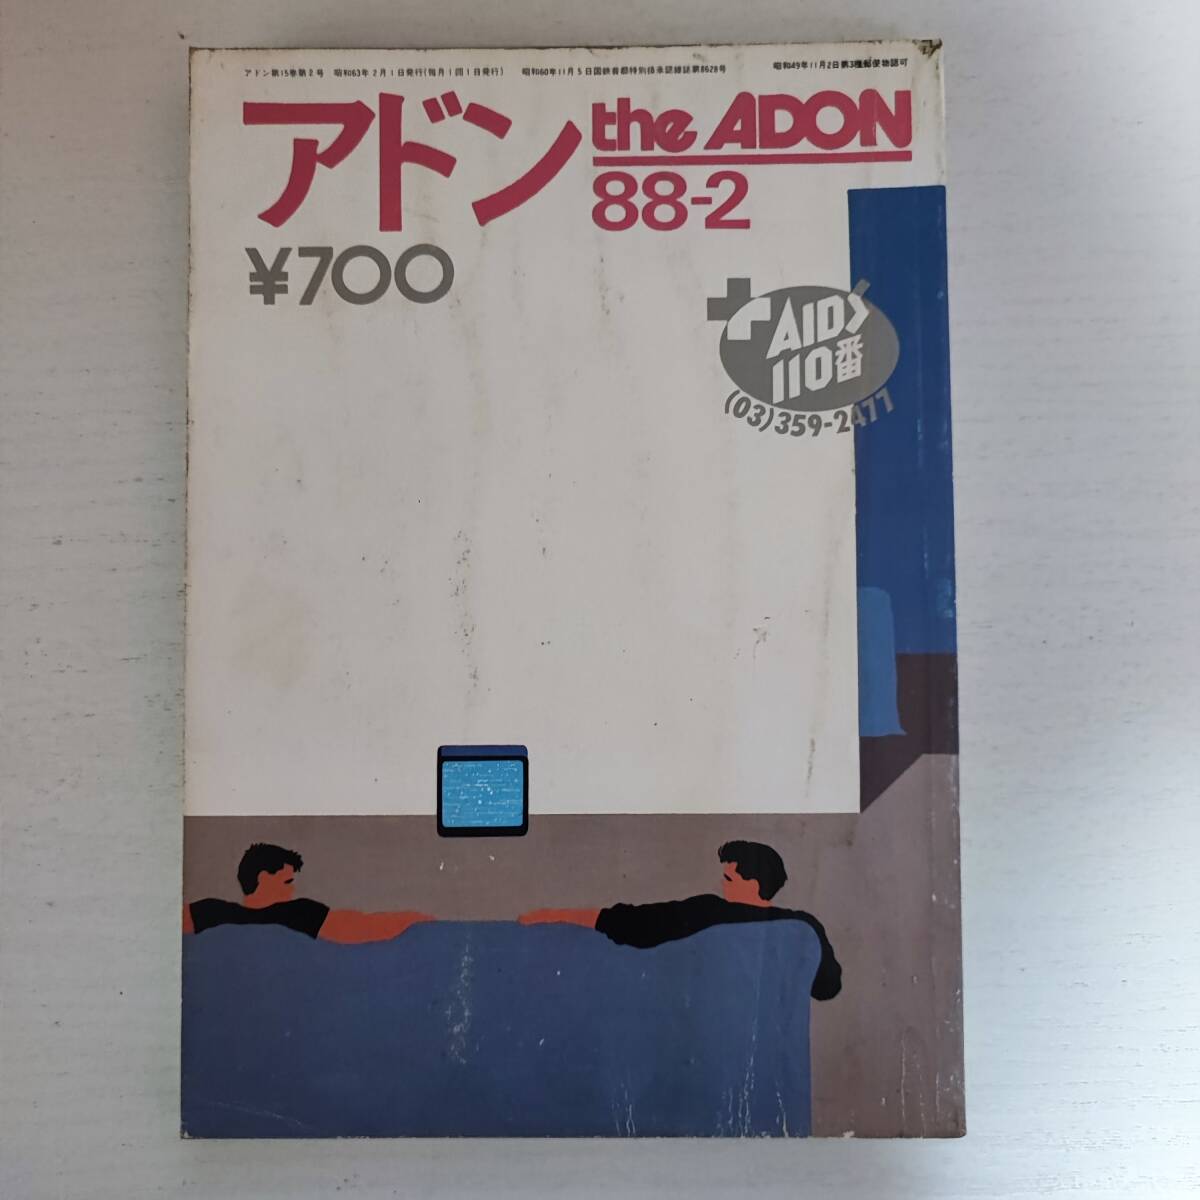 アドン第15巻第2号 昭和63年2月1日発行(毎月1回1日発行) 昭和60年11月5日国鉄首都特別扱承認雑誌第8628号 昭和49年11月2日第3種郵便物認可
アドン
the ADON
88-2
¥700
AIDS
110番
(03)359-2477